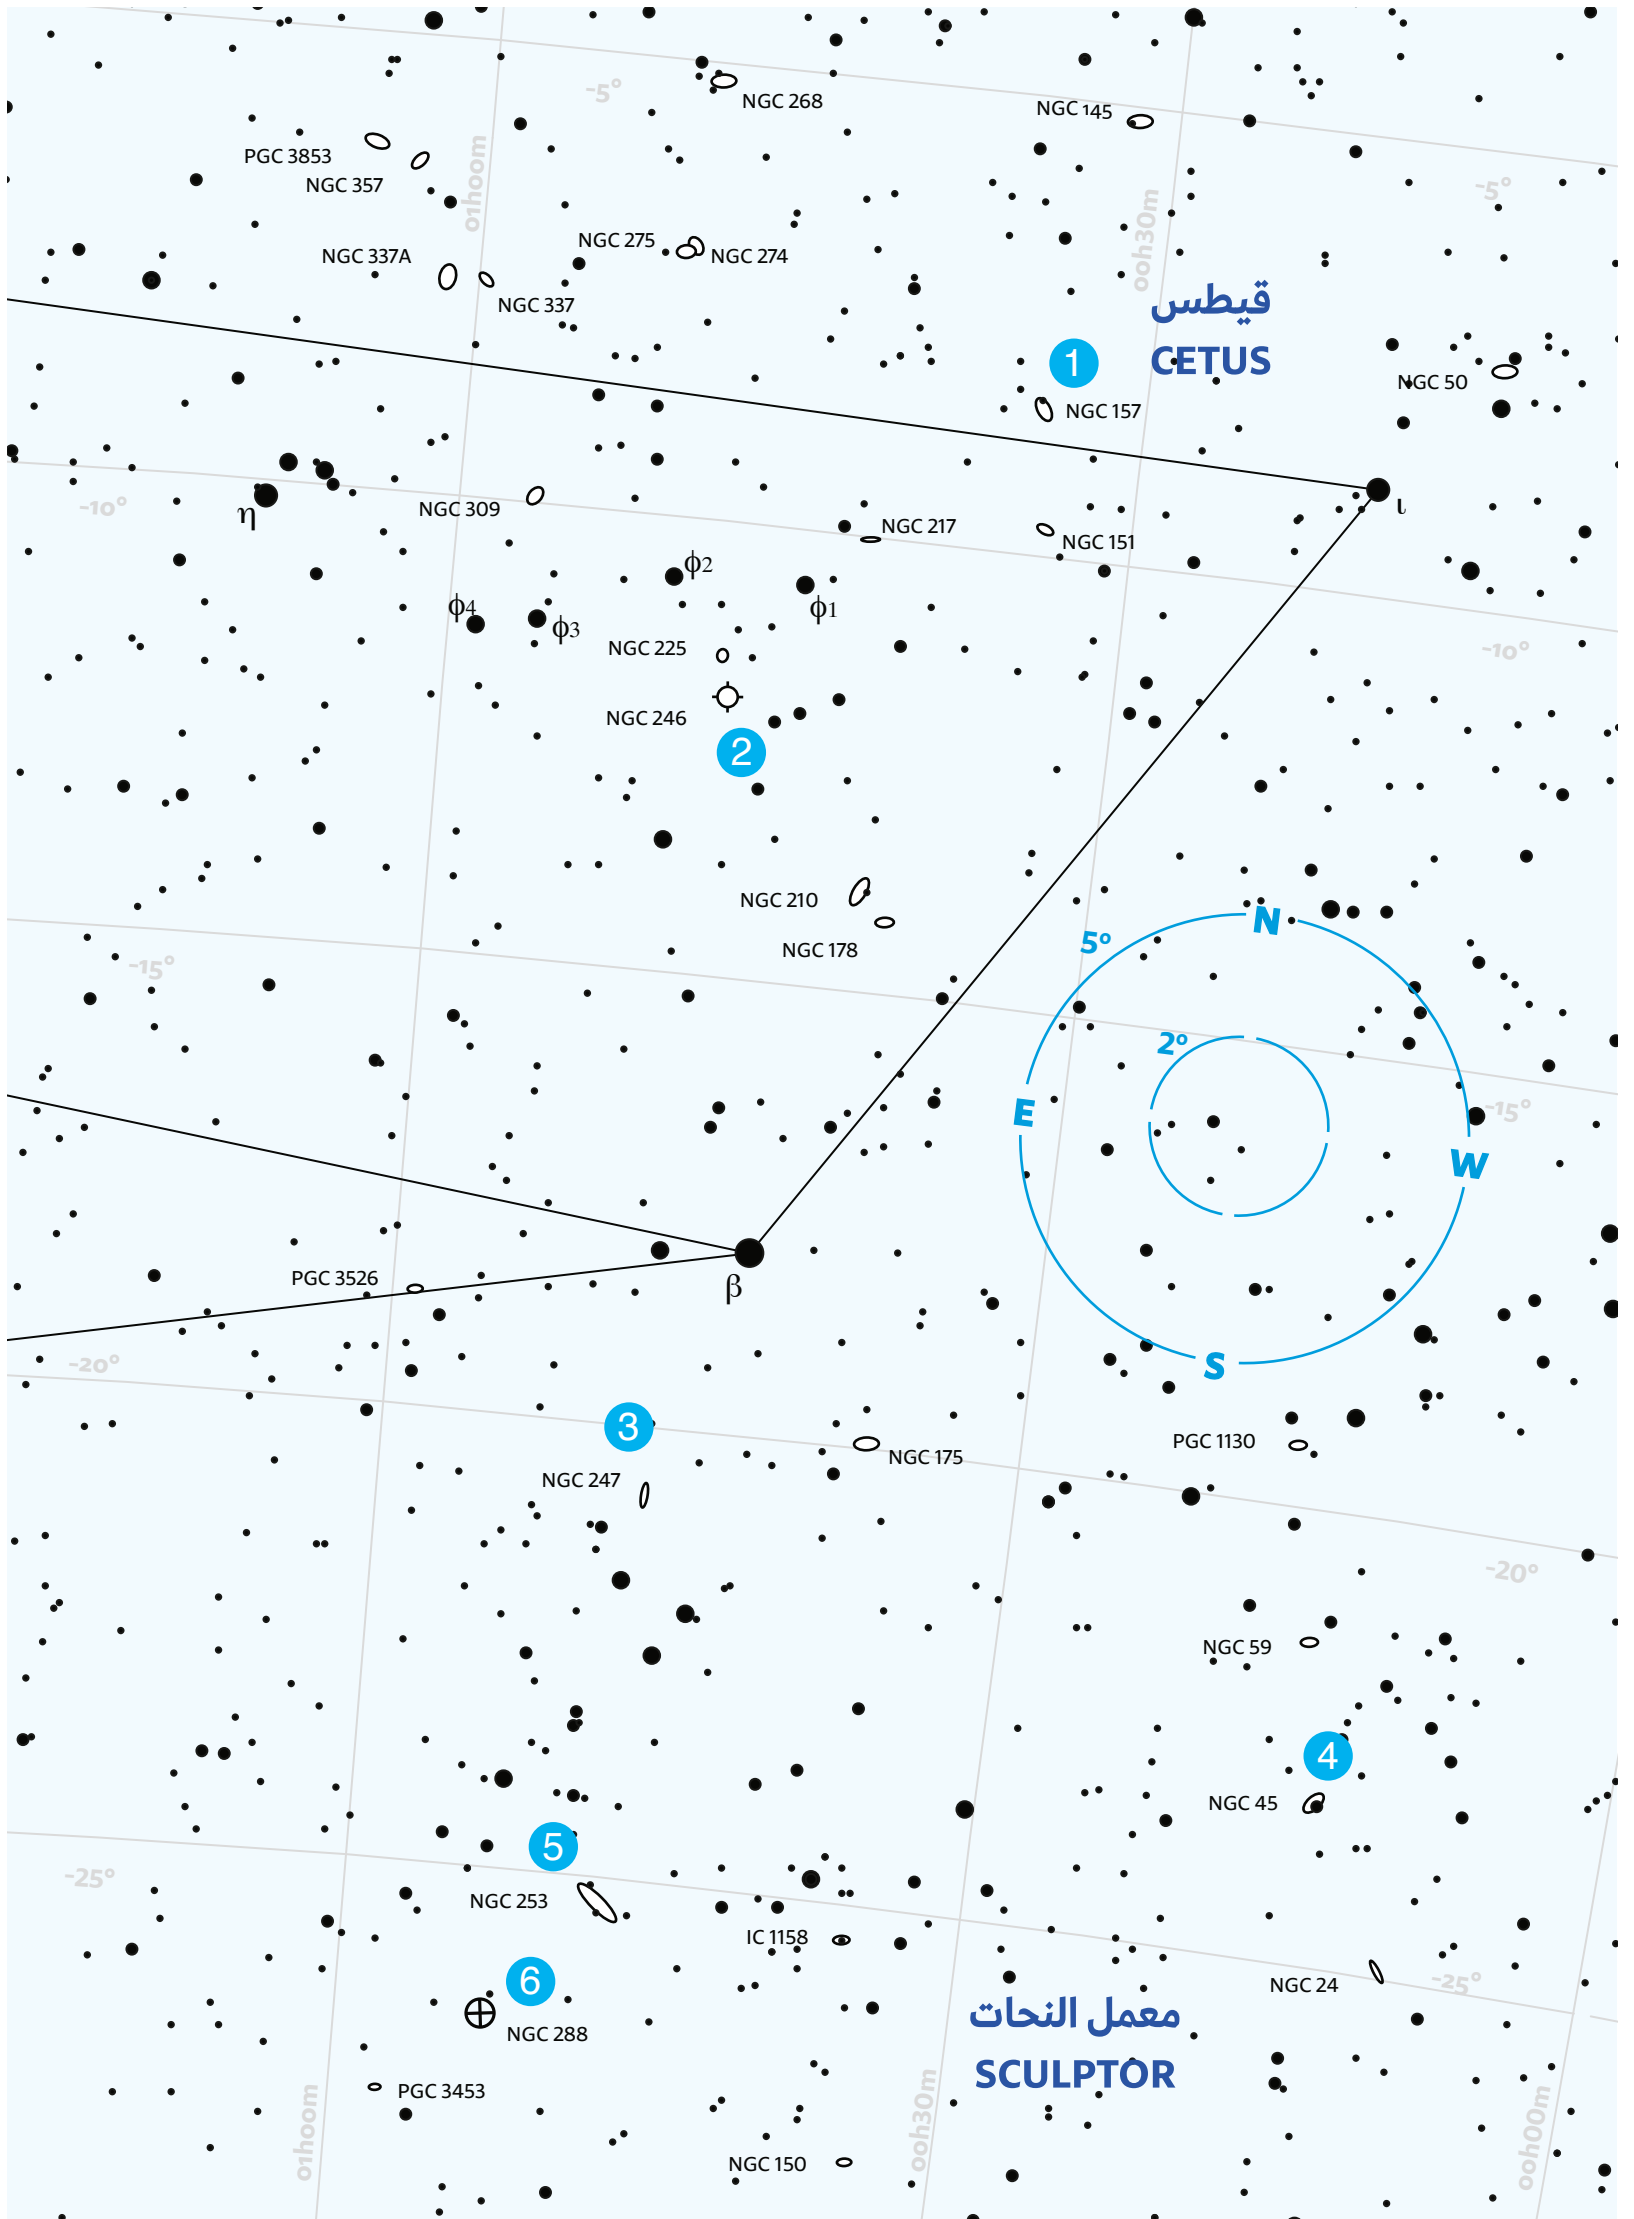 -5°
NGC 268
NGC 145
PGC 3853
01h00m
NGC 357
-5°
00h30m
NGC 275
NGC 274
NGC 337A
NGC 337
قيطس
1
CETUS
NGC 50
NGC 157
-10°
η
NGC 309
ι
NGC 217
NGC 151
ϕ2
ϕ4
ϕ1
ϕ3
NGC 225
-10°
NGC 246
2
NGC 210
N
5°
NGC 178
-15°
2°
E
-15°
W
PGC 3526
β
-20°
S
3
PGC 1130
NGC 175
NGC 247
-20°
NGC 59
4
NGC 45
5
-25°
NGC 253
IC 1158
6
NGC 24
-25°
معمل النحات
NGC 288
SCULPTOR
PGC 3453
01h00m
00h30m
00h00m
NGC 150